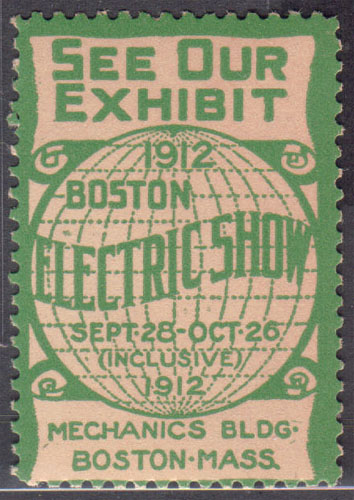 SEE OUR
EXHIBIT
1912
BOSTON
ELECTRIC SHOW
SEPT·28-OCT·26
(INCLUSIVE)
1912
MECHANICS BLDG·
BOSTON·MASS.